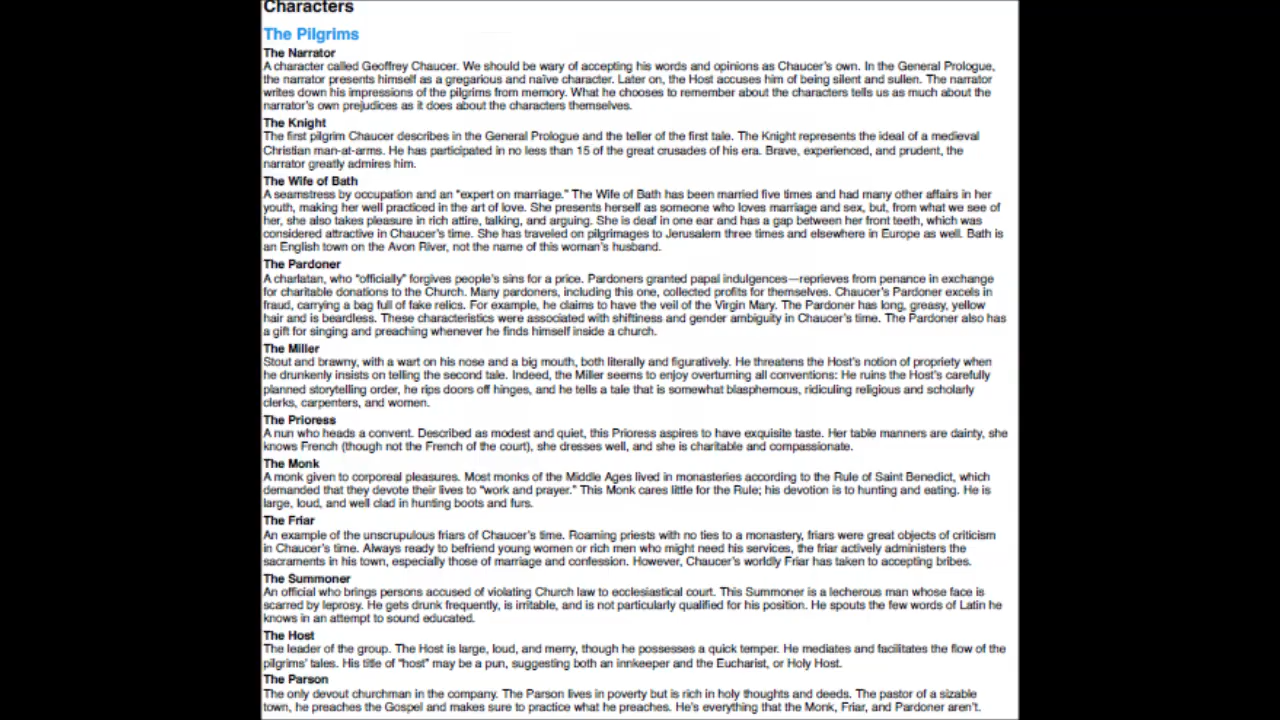 Characters
The Pilgrims
The Narrator
A character called Geoffrey Chaucer. We should be wary of accepting his words and opinions as Chaucer's own. In the General Prologue,
the narrator presents himself as a gregarious and naïve character. Later on, the Host accuses him of being silent and sullen. The narrator
writes down his impressions of the pilgrims from memory. What he chooses to remember about the characters tells us as much about the
narrator's own prejudices as it does about the characters themselves.
The Knight
The first pilgrim Chaucer describes in the General Prologue and the teller of the first tale. The Knight represents the ideal of a medieval
Christian man-at-arms. He has participated in no less than 15 of the great crusades of his era. Brave, experienced, and prudent, the
narrator greatly admires him.
The Wife of Bath
A seamstress by occupation and an "expert on marriage." The Wife of Bath has been married five times and had many other affairs in her
youth, making her well practiced in the art of love. She presents herself as someone who loves marriage and sex, but, from what we see of
her, she also takes pleasure in rich attire, talking, and arguing. She is deaf in one ear and has a gap between her front teeth, which was
considered attractive in Chaucer's time. She has traveled on pilgrimages to Jerusalem three times and elsewhere in Europe as well. Bath is
an English town on the Avon River, not the name of this woman's husband.
The Pardoner
A charlatan, who "officially" forgives people's sins for a price. Pardoners granted papal indulgences—reprieves from penance in exchange
for charitable donations to the Church. Many pardoners, including this one, collected profits for themselves. Chaucer's Pardoner excels in
fraud, carrying a bag full of fake relics. For example, he claims to have the veil of the Virgin Mary. The Pardoner has long, greasy, yellow
hair and is beardless. These characteristics were associated with shiftiness and gender ambiguity in Chaucer's time. The Pardoner also has
a gift for singing and preaching whenever he finds himself inside a church.
The Miller
Stout and brawny, with a wart on his nose and a big mouth, both literally and figuratively. He threatens the Host's notion of propriety when
he drunkenly insists on telling the second tale. Indeed, the Miller seems to enjoy overturning all conventions: He ruins the Host's carefully
planned storytelling order, he rips doors off hinges, and he tells a tale that is somewhat blasphemous, ridiculing religious and scholarly
clerks, carpenters, and women.
The Prioress
A nun who heads a convent. Described as modest and quiet, this Prioress aspires to have exquisite taste. Her table manners are dainty, she
knows French (though not the French of the court), she dresses well, and she is charitable and compassionate.
The Monk
A monk given to corporeal pleasures. Most monks of the Middle Ages lived in monasteries according to the Rule of Saint Benedict, which
demanded that they devote their lives to "work and prayer." This Monk cares little for the Rule; his devotion is to hunting and eating. He is
large, loud, and well clad in hunting boots and furs.
The Friar
An example of the unscrupulous friars of Chaucer's time. Roaming priests with no ties to a monastery, friars were great objects of criticism
in Chaucer's time. Always ready to befriend young women or rich men who might need his services, the friar actively administers the
sacraments in his town, especially those of marriage and confession. However, Chaucer's worldly Friar has taken to accepting bribes.
The Summoner
An official who brings persons accused of violating Church law to ecclesiastical court. This Summoner is a lecherous man whose face is
scarred by leprosy. He gets drunk frequently, is irritable, and is not particularly qualified for his position. He spouts the few words of Latin he
knows in an attempt to sound educated.
The Host
The leader of the group. The Host is large, loud, and merry, though he possesses a quick temper. He mediates and facilitates the flow of the
pilgrims' tales. His title of "host" may be a pun, suggesting both an innkeeper and the Eucharist, or Holy Host.
The Parson
The only devout churchman in the company. The Parson lives in poverty but is rich in holy thoughts and deeds. The pastor of a sizable
town, he preaches the Gospel and makes sure to practice what he preaches. He's everything that the Monk, Friar, and Pardoner aren't.